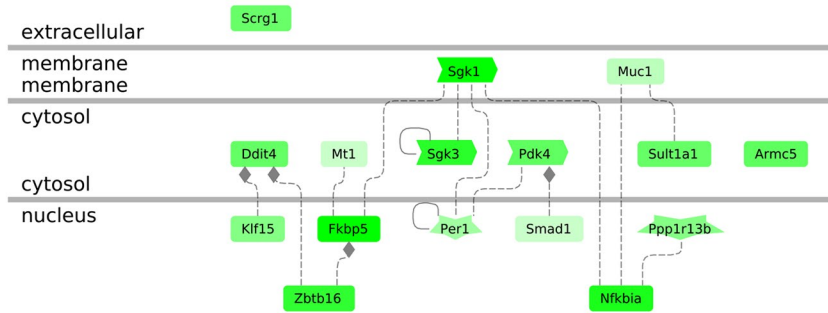 Scrg1
extracellular
membrane
Sgk1 Muc1
membrane
cytosol
Ddit4 Mt1 Sgk3 Pdk4 Sult1a1 Armc5
cytosol
nucleus
Klf15 Fkbp5 Per1 Smad1 Ppp1r13b
Zbtb16 Nfkbia